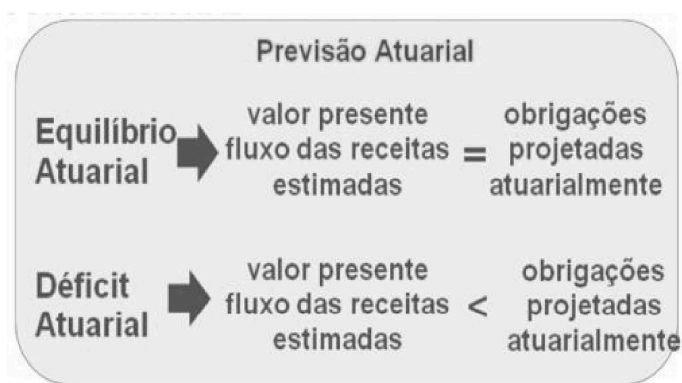 Previsão Atuarial
Equilíbrio Atuarial
valor presente
fluxo das receitas
estimadas
=
obrigações
projetadas
atuarialmente
Déficit
Atuarial
valor presente
fluxo das receitas
estimadas
<
obrigações
projetadas
atuarialmente